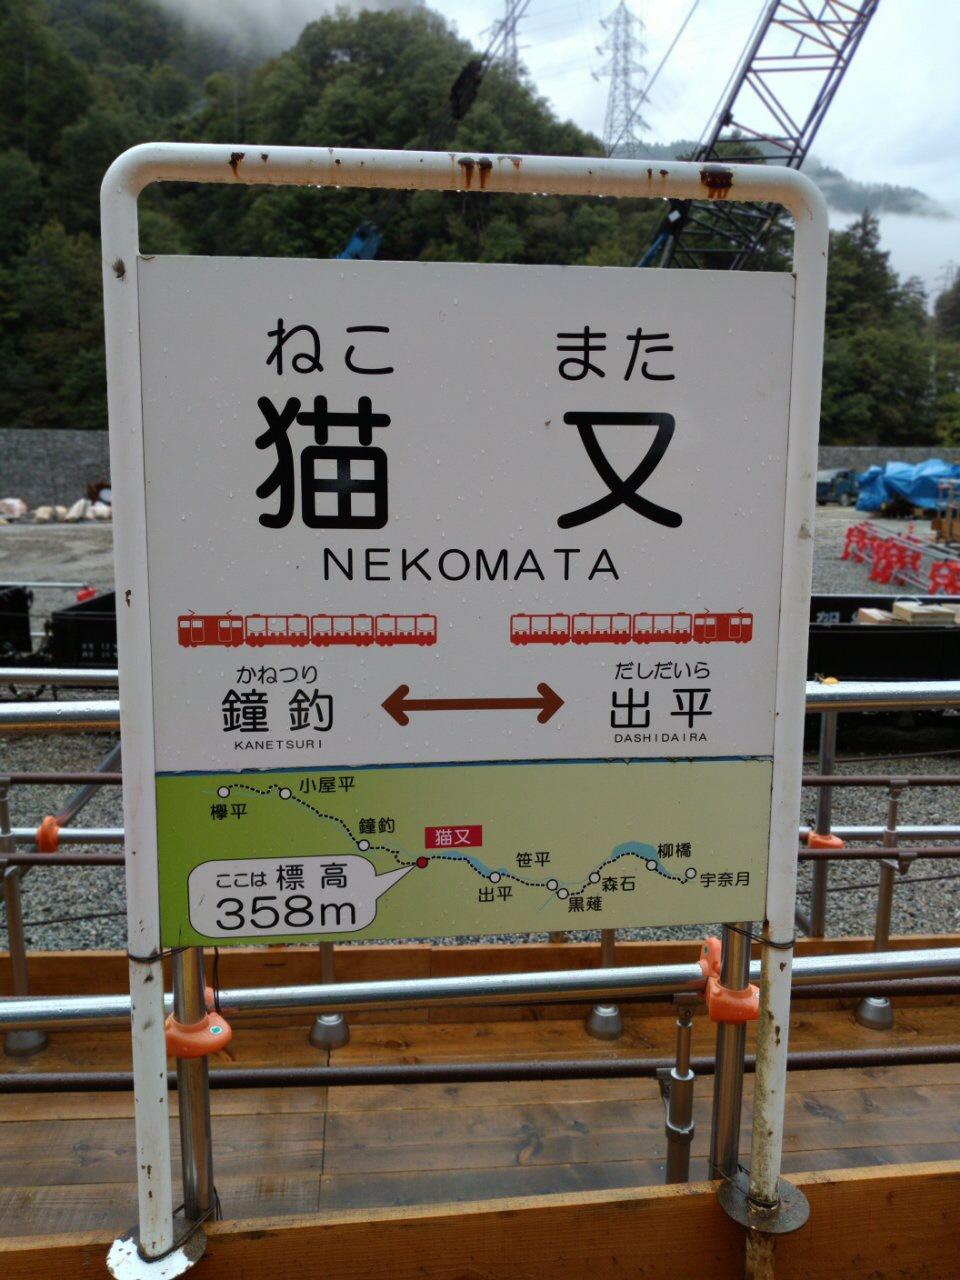 ねこ また
猫 又
NEKOMATA
かねつり だしだいら
鐘釣 出平
KANETSURI DASHIDAIRA
欅平
小屋平
鐘釣
猫又
出平
笹平
黒薙
森石
柳橋
宇奈月
ここは 標高
358m